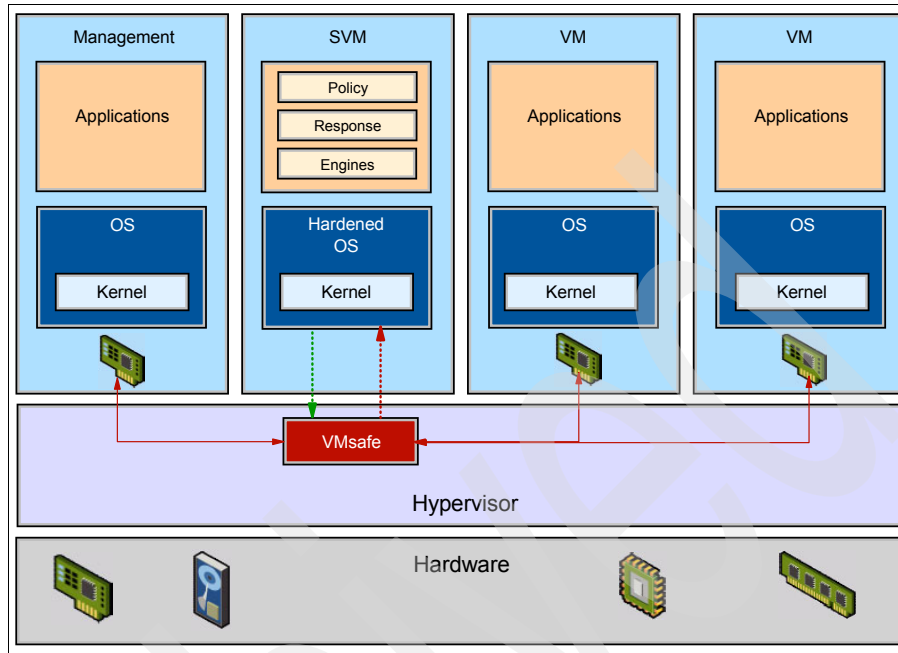 Management
Applications
OS
Kernel
SVM
Policy
Response
Engines
Hardened
OS
Kernel
VM
Applications
OS
Kernel
VM
Applications
OS
Kernel
VMsafe
Hypervisor
Hardware